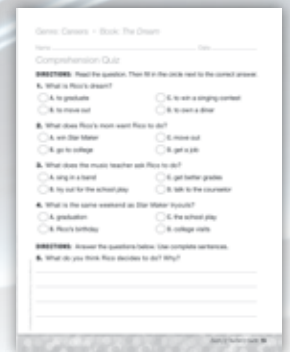 Genre: Careers • Book: The Dream
Name Date
Comprehension Quiz
DIRECTIONS: Read the question. Then fill in the circle next to the correct answer.
1. What is Rico's dream?
A. to graduate C. to win a singing contest
B. to move out D. to own a diner
2. What does Rico's mom want Rico to do?
A. win Star Maker C. move out
B. go to college D. get a job
3. What does the music teacher ask Rico to do?
A. sing in a band C. get better grades
B. try out for the school play D. talk to the counselor
4. What is the same weekend as Star Maker tryouts?
A. graduation C. the school play
B. Rico's birthday D. college visits
DIRECTIONS: Answer the questions below. Use complete sentences.
5. What do you think Rico decides to do? Why?